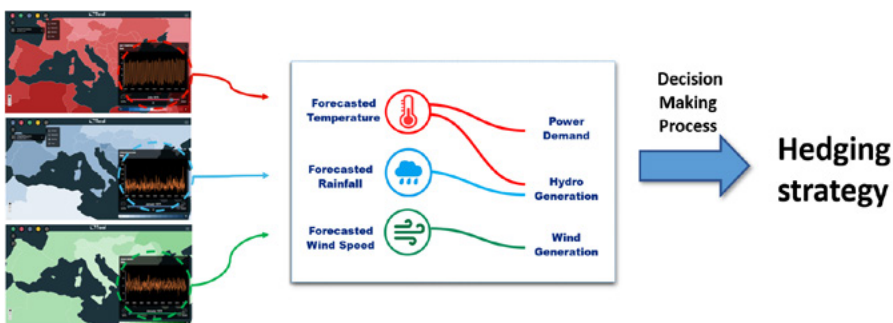 Forecasted
Temperature
Power
Demand
Forecasted
Rainfall
Hydro
Generation
Forecasted
Wind Speed
Wind
Generation
Decision
Making
Process
Hedging
strategy